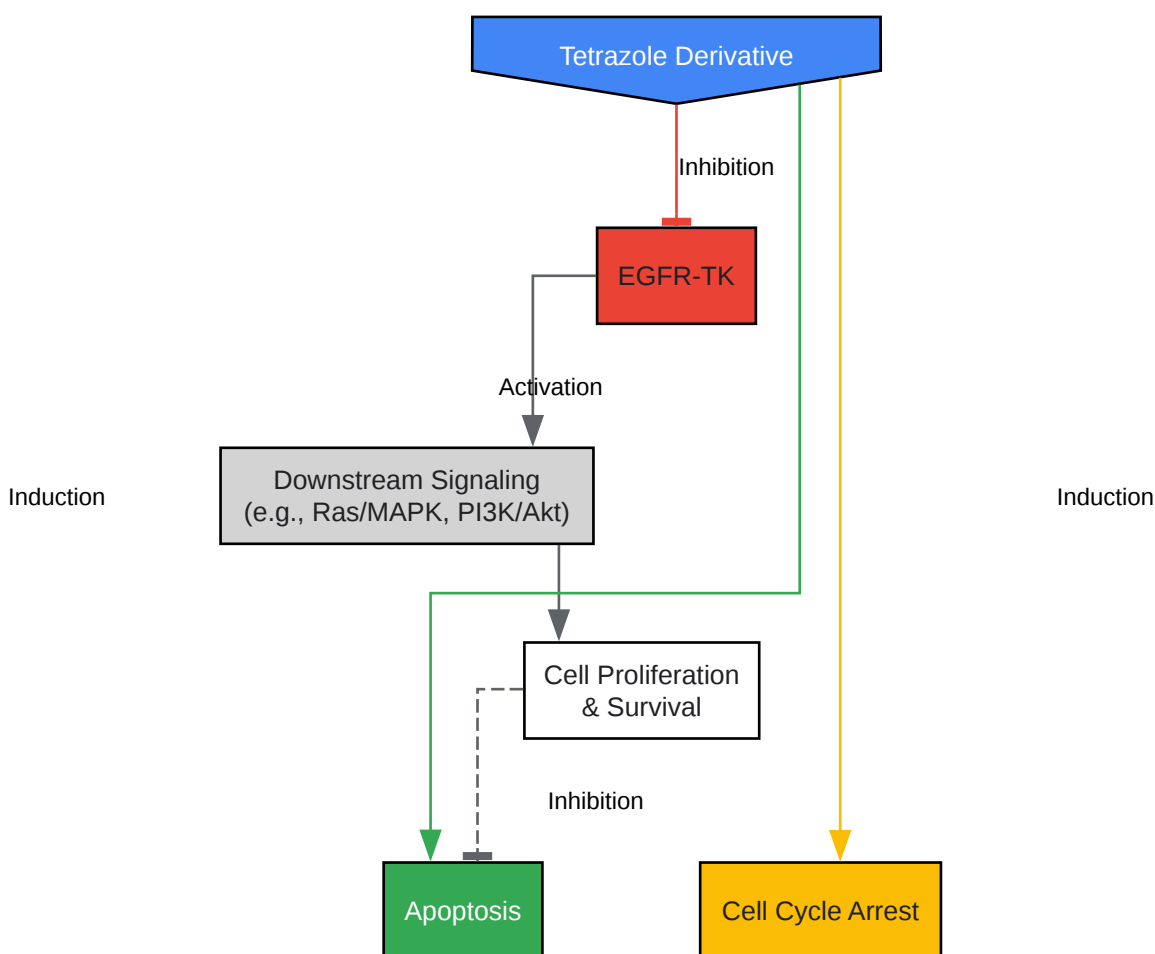 Tetrazole Derivative
Inhibition
EGFR-TK
Activation
Downstream Signaling
(e.g., Ras/MAPK, PI3K/Akt)
Induction
Induction
Cell Proliferation
& Survival
Inhibition
Apoptosis
Cell Cycle Arrest